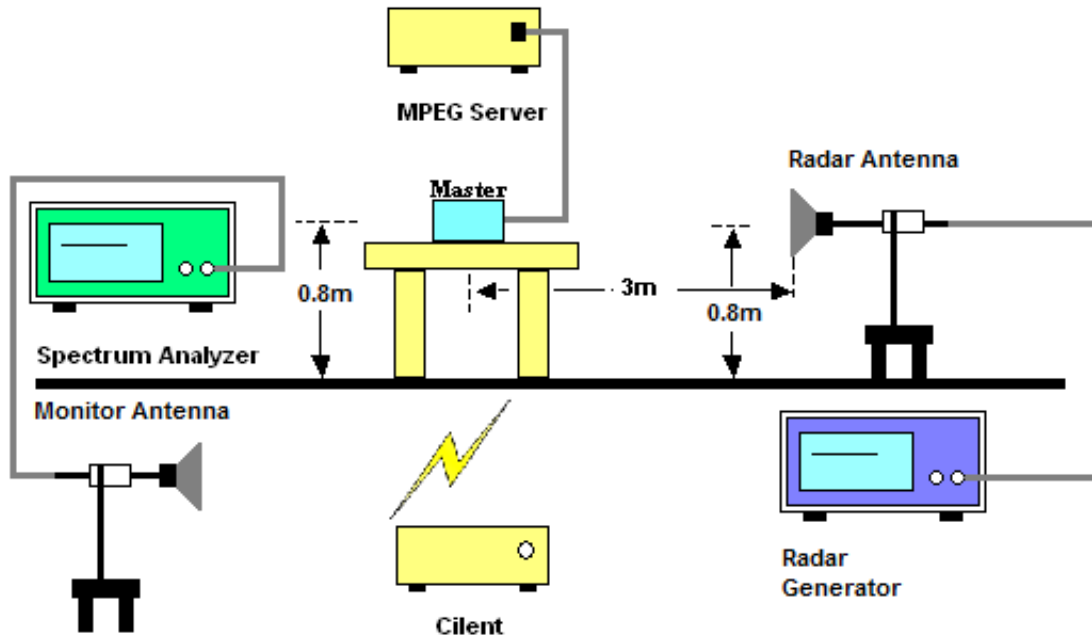 MPEG Server
Radar Antenna
Master
0.8m
3m
0.8m
Spectrum Analyzer
Monitor Antenna
Radar
Generator
Cilent